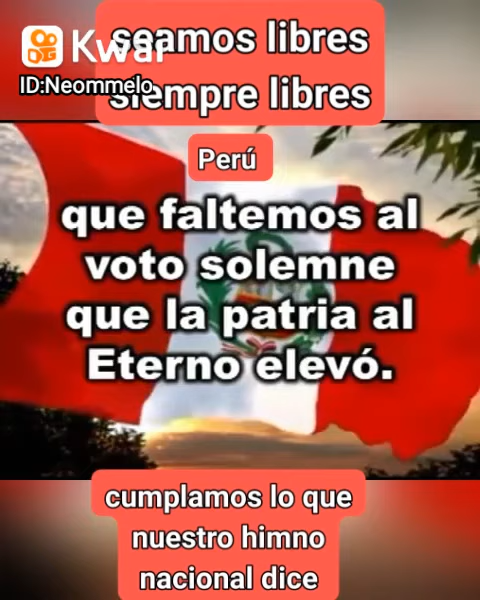 seamos libres
siempre libres
Kwai
ID:Neommelo
Perú
que faltemos al
voto solemne
que la patria al
Eterno elevó.
cumplamos lo que
nuestro himno
nacional dice